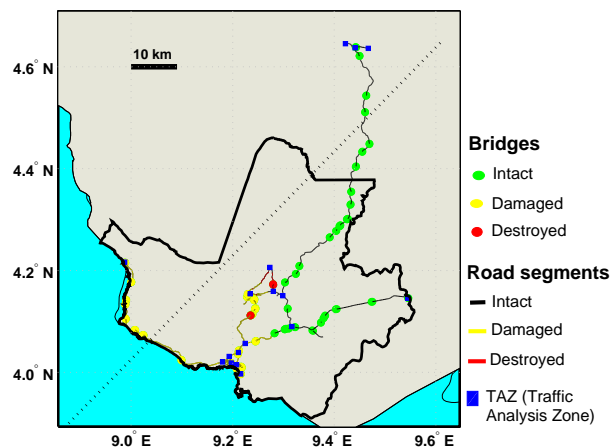 10 km
4.6° N
4.4° N
4.2° N
4.0° N
9.0 E
9.2° E
9.4° E
9.6° E
Bridges
Intact
Damaged
Destroyed
Road segments
Intact
Damaged
Destroyed
TAZ (Traffic
Analysis Zone)